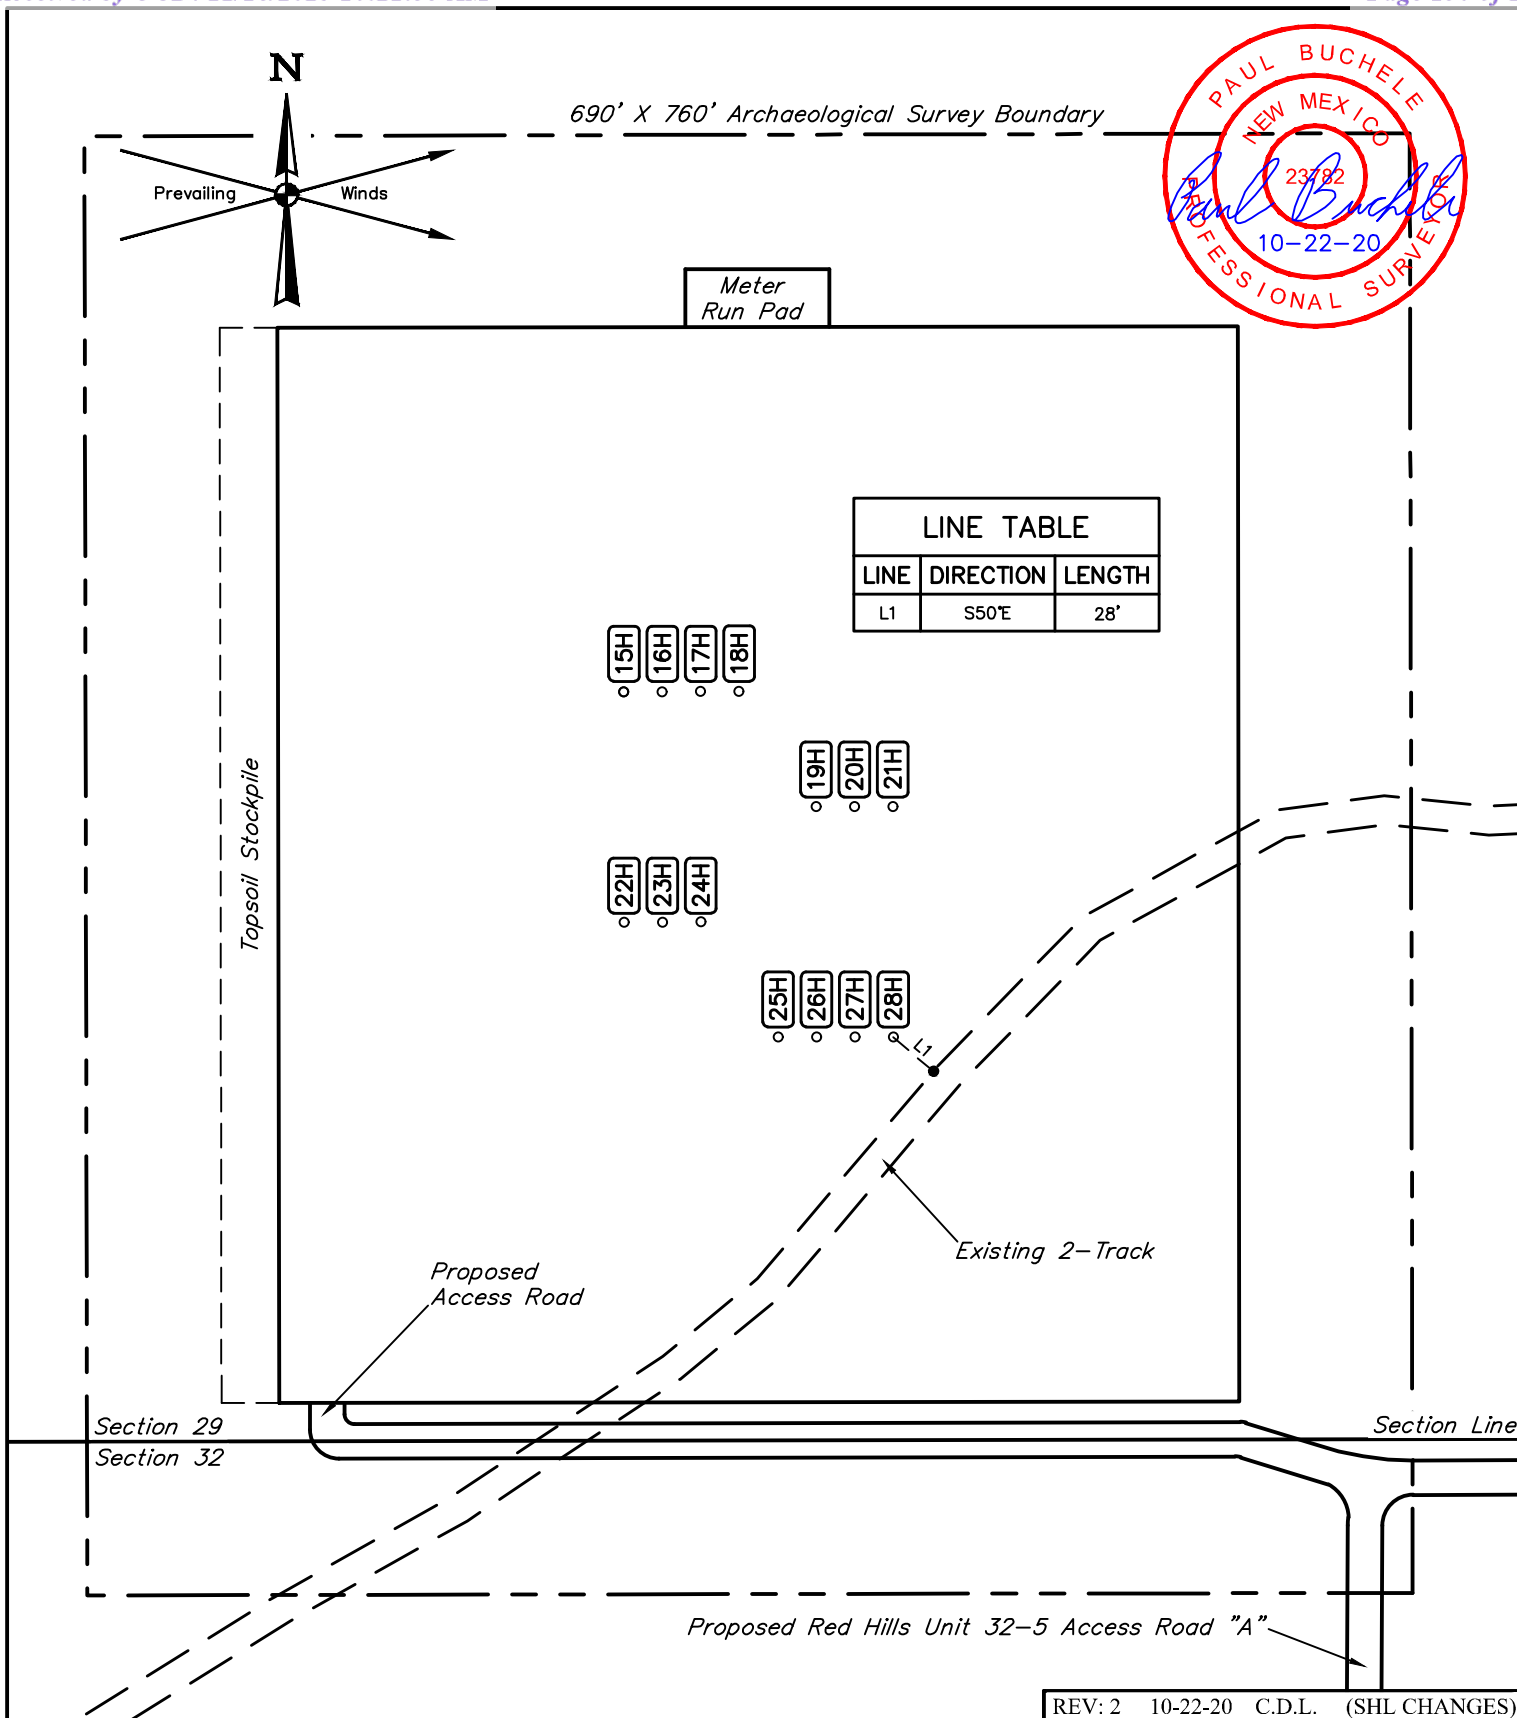 N
690' X 760' Archaeological Survey Boundary
Prevailing Winds
PAUL BUCHELE
NEW MEXICO
23782
Paul Buchele
10-22-20
PROFESSIONAL SURVEYOR
Meter
Run Pad
LINE TABLE
LINE DIRECTION LENGTH
L1 S50°E 28'
15H 16H 17H 18H
19H 20H 21H
Topsoil Stockpile
22H 23H 24H
25H 26H 27H 28H
L1
Existing 2-Track
Proposed
Access Road
Section 29
Section Line
Section 32
Proposed Red Hills Unit 32-5 Access Road "A"
REV: 2 10-22-20 C.D.L. (SHL CHANGES)